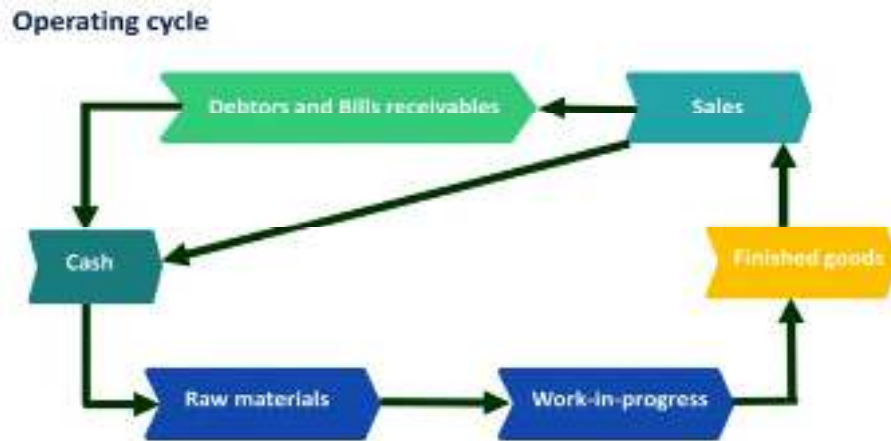 Operating cycle
Debtors and Bills receivables
Sales
Cash
Finished goods
Raw materials
Work-in-progress